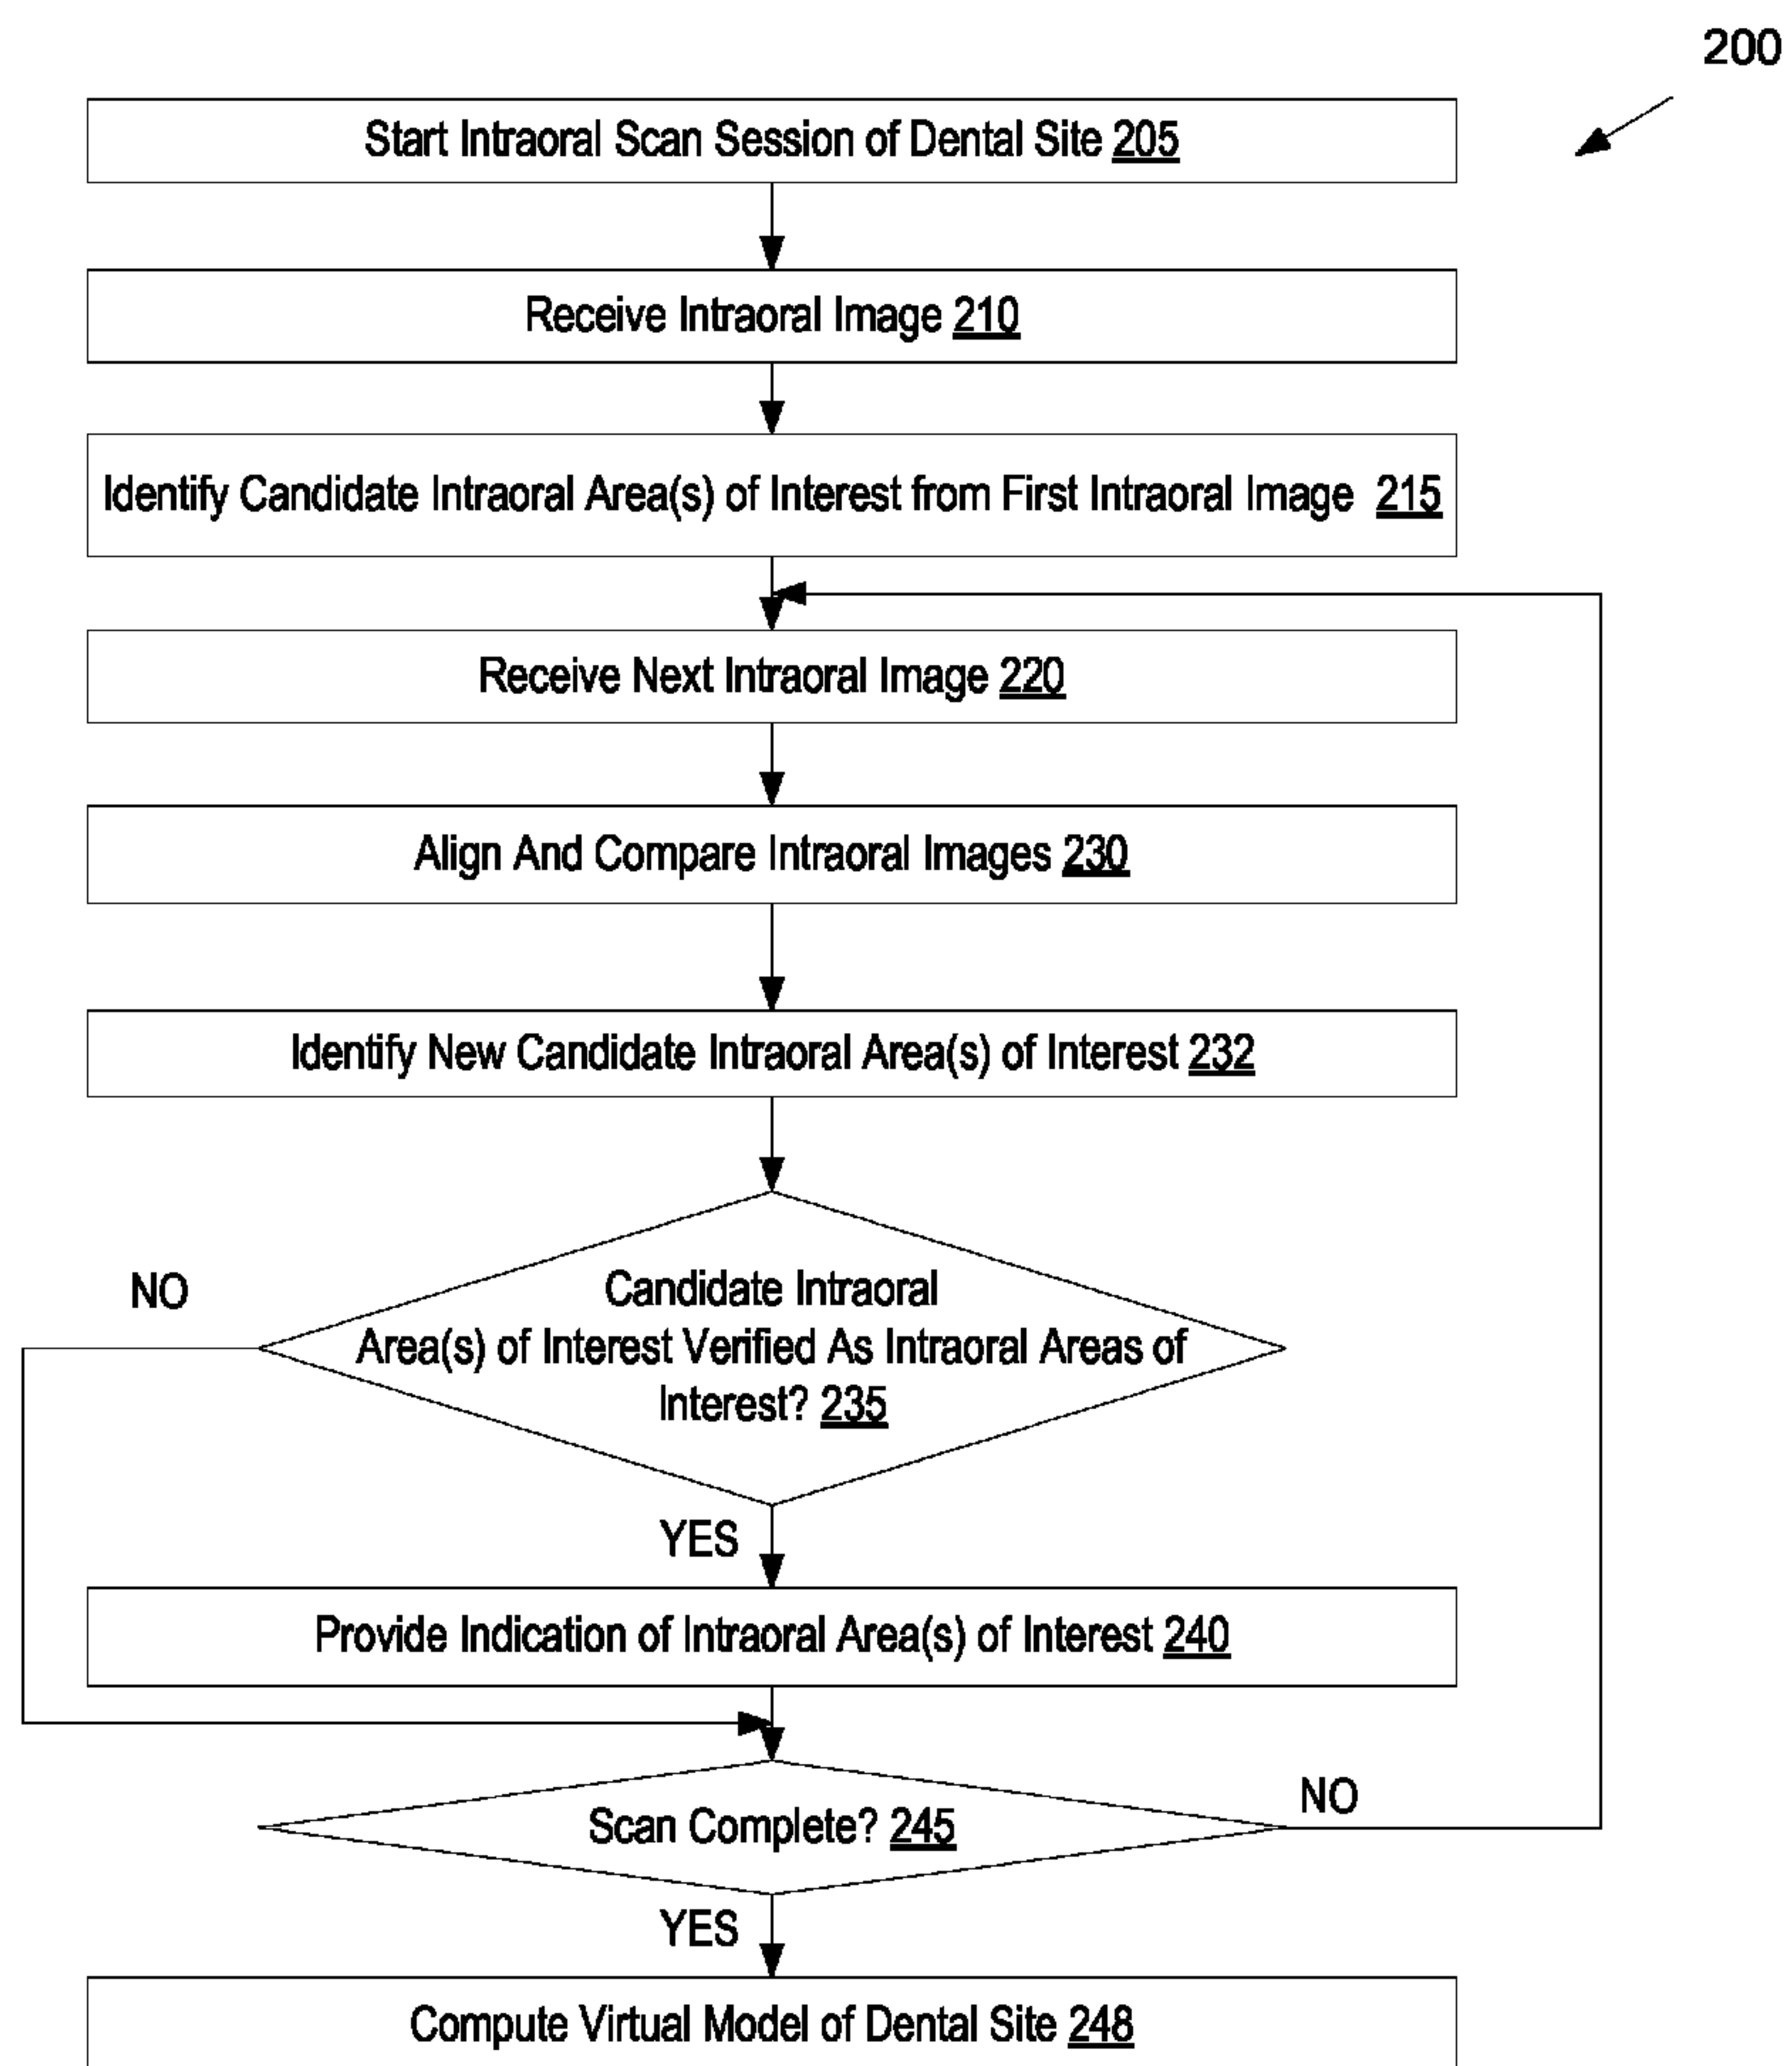 200
Start Intraoral Scan Session of Dental Site 205
Receive Intraoral Image 210
Identify Candidate Intraoral Area(s) of Interest from First Intraoral Image 215
Receive Next Intraoral Image 220
Align And Compare Intraoral Images 230
Identify New Candidate Intraoral Area(s) of Interest 232
NO
Candidate Intraoral
Area(s) of Interest Verified As Intraoral Areas of
Interest? 235
YES
Provide Indication of Intraoral Area(s) of Interest 240
NO
Scan Complete? 245
YES
Compute Virtual Model of Dental Site 248